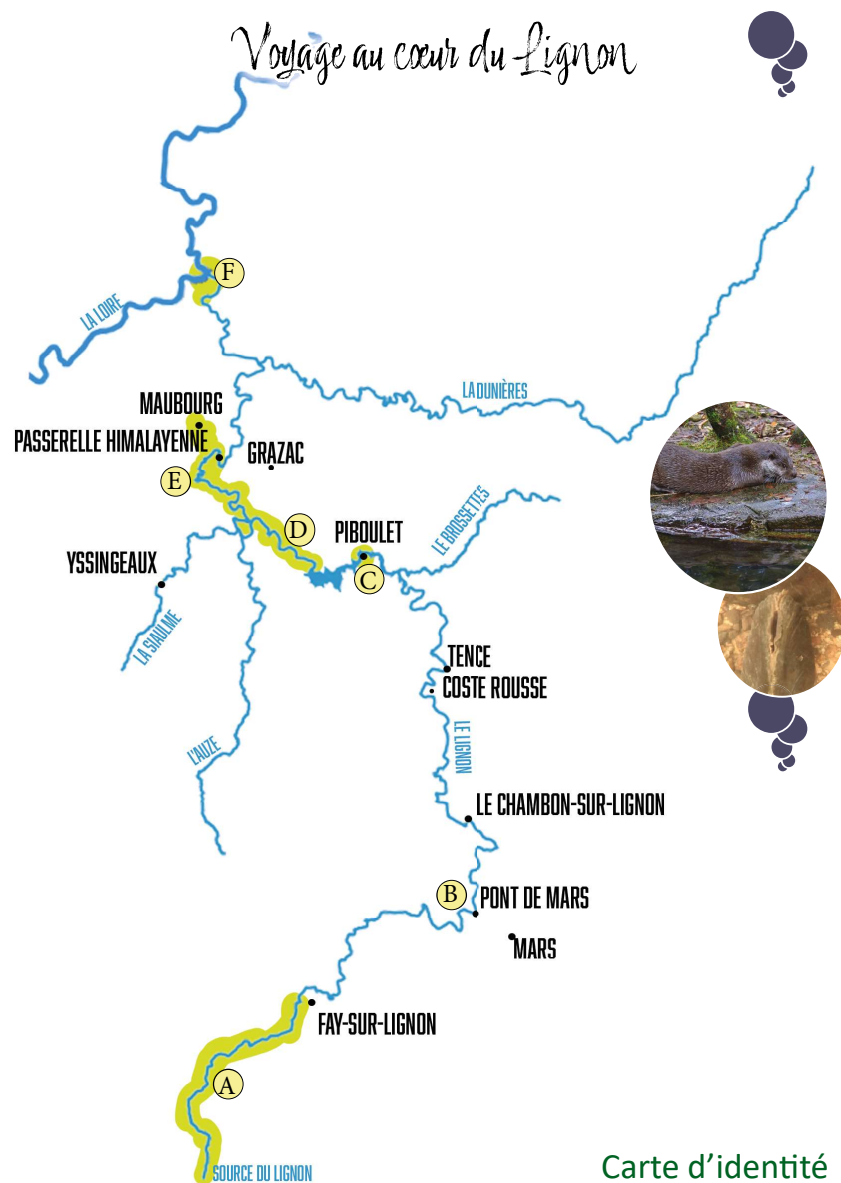 Voyage au cœur du Lignon
F
LA LOIRE
LA DUNIÈRES
MAUBOURG
PASSERELLE HIMALAYENNE
GRAZAC
E
LE BROSSETTES
D
PIBOULET
YSSINGEAUX
C
LA SIAULME
TENCE
COSTE ROUSSE
LE LIGNON
L'AUZE
LE CHAMBON-SUR-LIGNON
B
PONT DE MARS
MARS
FAY-SUR-LIGNON
A
SOURCE DU LIGNON
Carte d'identité